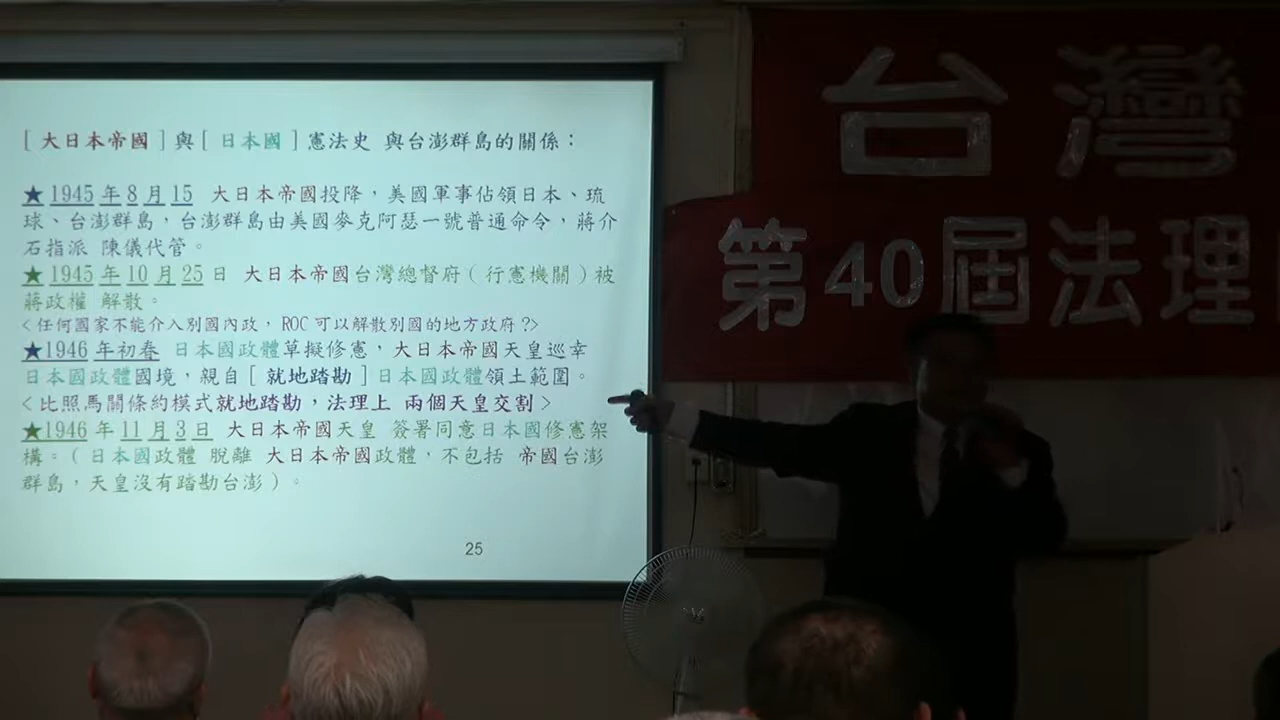 [ 大日本帝國 ] 與 [ 日本國 ] 憲法史 與台澎群島的關係：
★ 1945 年 8 月 15 大日本帝國投降，美國軍事佔領日本、琉
球、台澎群島，台澎群島由美國麥克阿瑟一號普通命令，蔣介
石指派 陳儀代管。
★ 1945 年 10 月 25 日 大日本帝國台灣總督府（行憲機關）被
蔣政權 解散。
<任何國家不能介入別國內政，ROC 可以解散別國的地方政府?>
★1946 年初春 日本國政體草擬修憲，大日本帝國天皇巡幸
日本國政體國境，親自 [ 就地踏勘 ] 日本國政體領土範圍。
< 比照馬關條約模式就地踏勘，法理上 兩個天皇交割 >
★1946 年 11 月 3 日 大日本帝國天皇 簽署同意日本國修憲架
構。（日本國政體 脫離 大日本帝國政體，不包括 帝國台澎
群島，天皇沒有踏勘台澎）。
25
台灣
第40屆法理